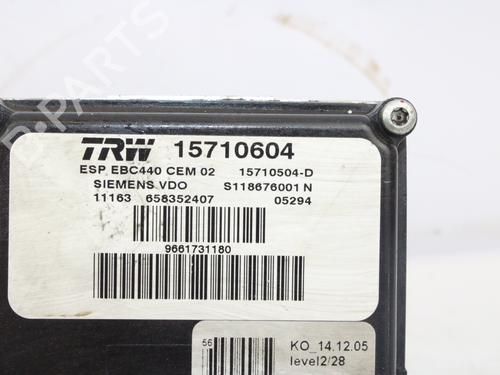 B-PARTS
TRW 15710604
ESP EBC440 CEM 02 15710504-D
SIEMENS VDO S118676001 N
11163 658352407 05294
9661731180
56
KO_14.12.05
level2/28